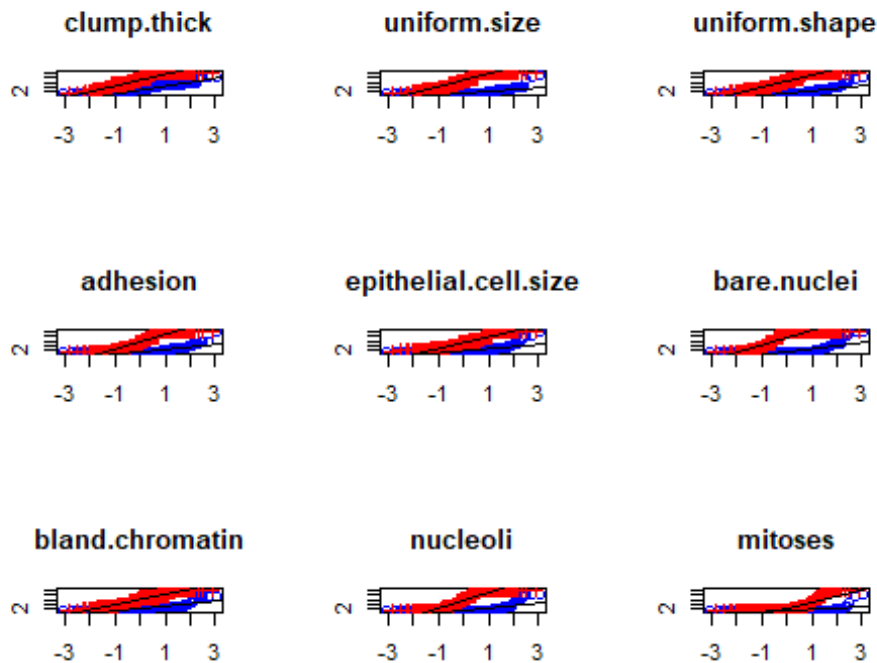 clump.thick uniform.size uniform.shape
2 2 2
-3 -1 1 3 -3 -1 1 3 -3 -1 1 3
adhesion epithelial.cell.size bare.nuclei
2 2 2
-3 -1 1 3 -3 -1 1 3 -3 -1 1 3
bland.chromatin nucleoli mitoses
2 2 2
-3 -1 1 3 -3 -1 1 3 -3 -1 1 3